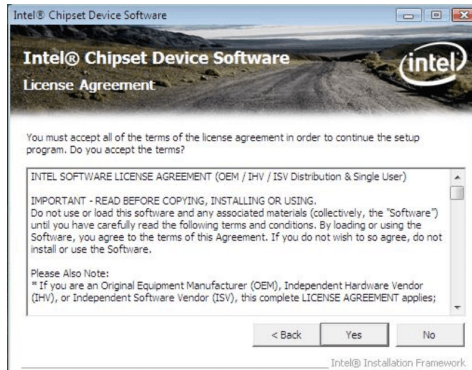 Intel® Chipset Device Software
Intel® Chipset Device Software
intel
License Agreement
You must accept all of the terms of the license agreement in order to continue the setup
program. Do you accept the terms?
INTEL SOFTWARE LICENSE AGREEMENT (OEM / IHV / ISV Distribution & Single User)
IMPORTANT - READ BEFORE COPYING, INSTALLING OR USING.
Do not use or load this software and any associated materials (collectively, the "Software")
until you have carefully read the following terms and conditions. By loading or using the
Software, you agree to the terms of this Agreement. If you do not wish to so agree, do not
install or use the Software.
Please Also Note:
* If you are an Original Equipment Manufacturer (OEM), Independent Hardware Vendor
(IHV), or Independent Software Vendor (ISV), this complete LICENSE AGREEMENT applies;
< Back Yes No
Intel® Installation Framework